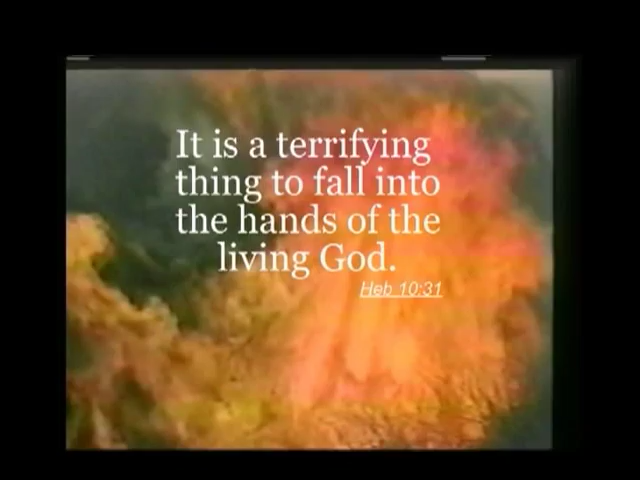 It is a terrifying
thing to fall into
the hands of the
living God.
Heb 10:31